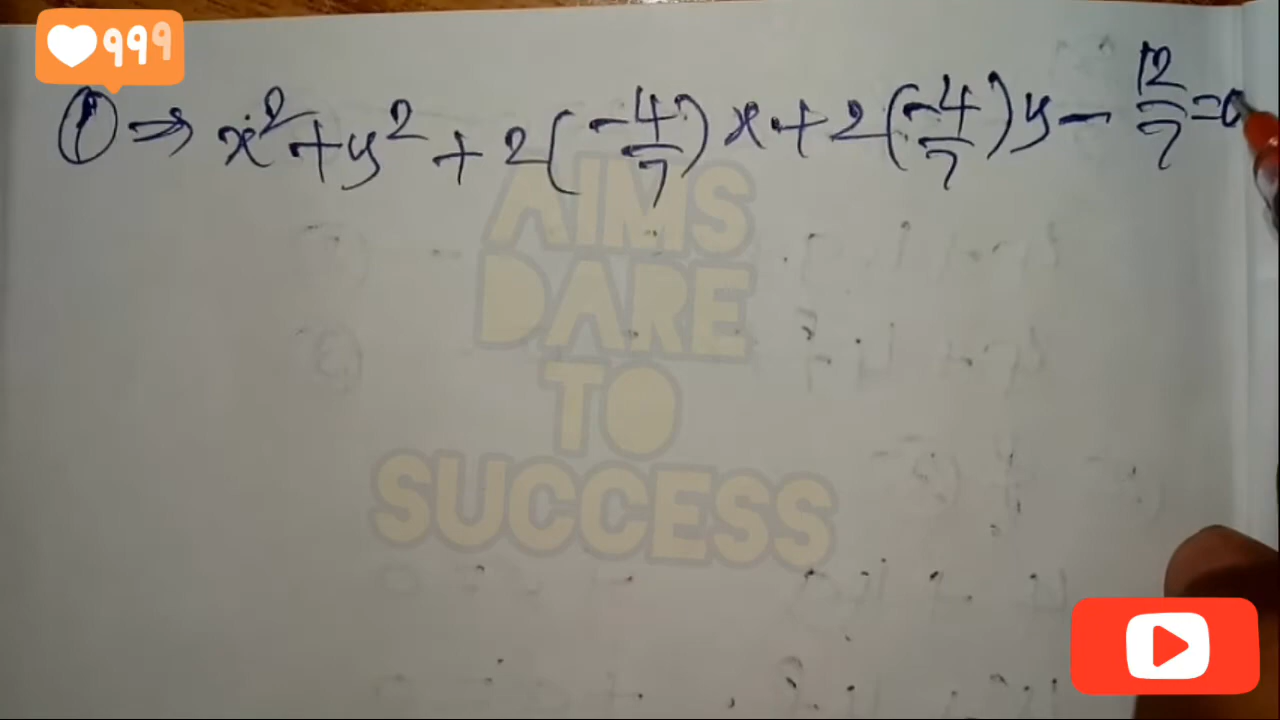 999
① ⇒ x² + y² + 2(-4/7)x + 2(-4/7)y - 12/7 = 0
AIMS
DARE
TO
SUCCESS